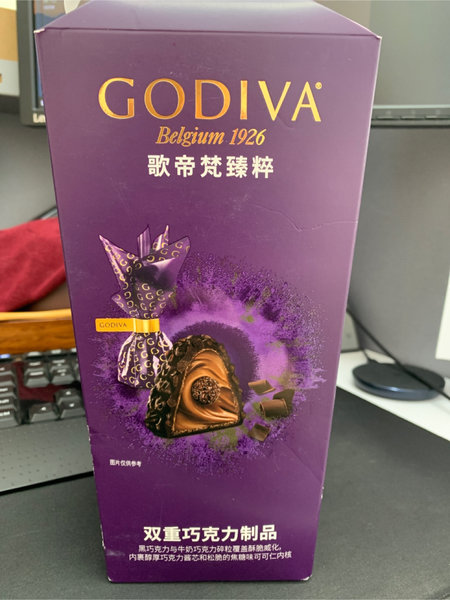 GODIVA®
Belgium 1926
歌帝梵臻粹
GODIVA
图片仅供参考
双重巧克力制品
黑巧克力与牛奶巧克力碎粒覆盖酥脆威化,
内裹醇厚巧克力酱芯和松脆的焦糖味可可仁内核